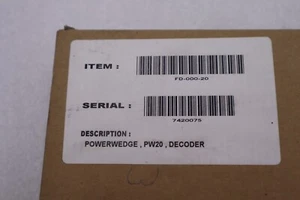 ITEM :
FD-000-20
SERIAL :
7420075
DESCRIPTION :
POWERWEDGE , PW20 , DECODER